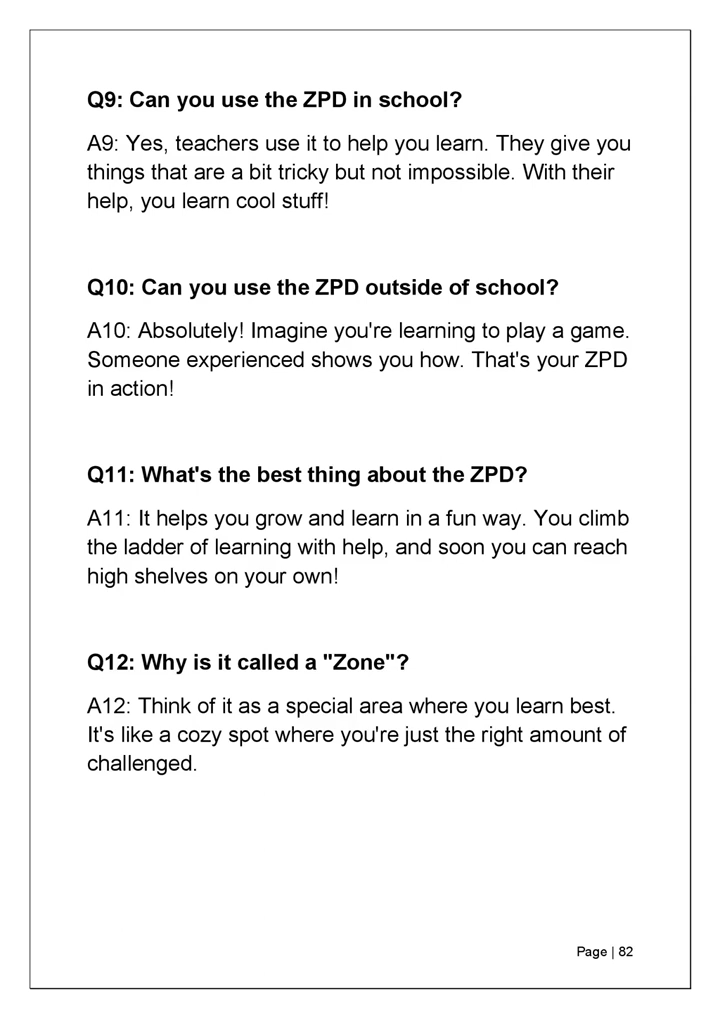 Q9: Can you use the ZPD in school?
A9: Yes, teachers use it to help you learn. They give you
things that are a bit tricky but not impossible. With their
help, you learn cool stuff!
Q10: Can you use the ZPD outside of school?
A10: Absolutely! Imagine you're learning to play a game.
Someone experienced shows you how. That's your ZPD
in action!
Q11: What's the best thing about the ZPD?
A11: It helps you grow and learn in a fun way. You climb
the ladder of learning with help, and soon you can reach
high shelves on your own!
Q12: Why is it called a "Zone"?
A12: Think of it as a special area where you learn best.
It's like a cozy spot where you're just the right amount of
challenged.
Page | 82